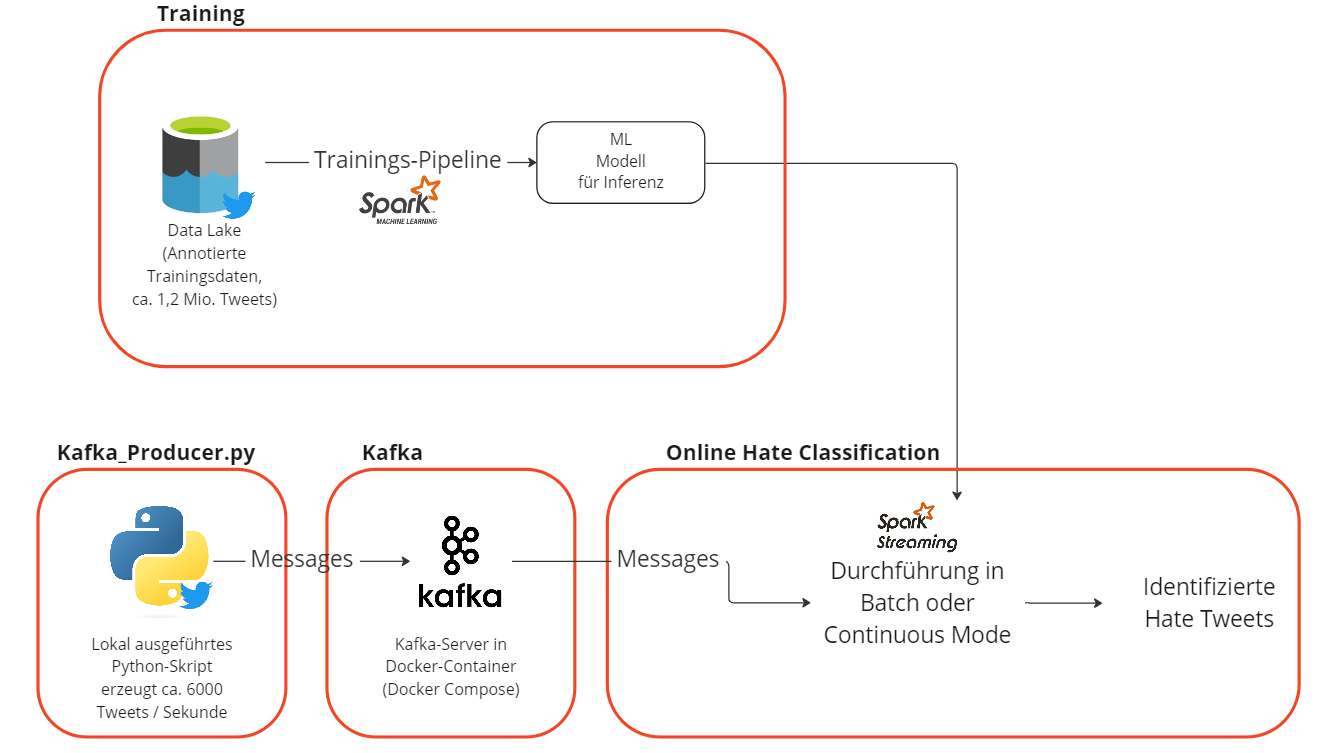 Training
Trainings-Pipeline
Spark
MACHINE LEARNING
ML
Modell
für Inferenz
Data Lake
(Annotierte
Trainingsdaten,
ca. 1,2 Mio. Tweets)
Kafka_Producer.py
Kafka
Online Hate Classification
Messages
kafka
Messages
Spark
Streaming
Durchführung in
Batch oder
Continuous Mode
Identifizierte
Hate Tweets
Lokal ausgeführtes
Python-Skript
erzeugt ca. 6000
Tweets / Sekunde
Kafka-Server in
Docker-Container
(Docker Compose)